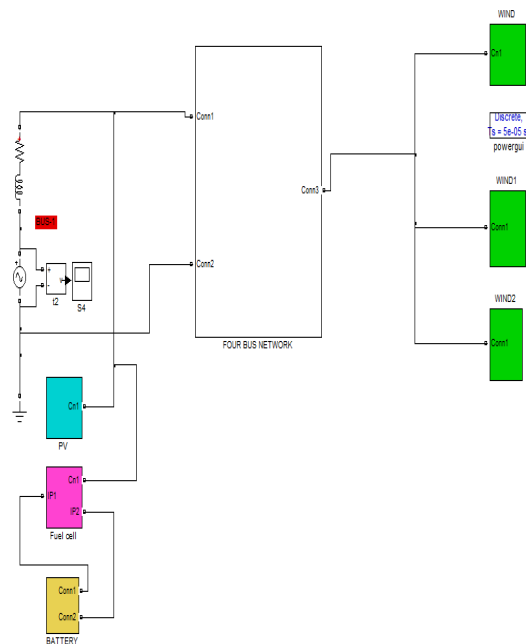 WIND
Cn1
Discrete,
Ts = 5e-05 s
powergui
WIND1
Conn1
WIND2
Conn1
Conn1
Conn3
Conn2
FOUR BUS NETWORK
BUS-1
+
+
-
v
t2
S4
Cn1
PV
Cn1
IP1
IP2
Fuel cell
Conn1
Conn2
BATTERY